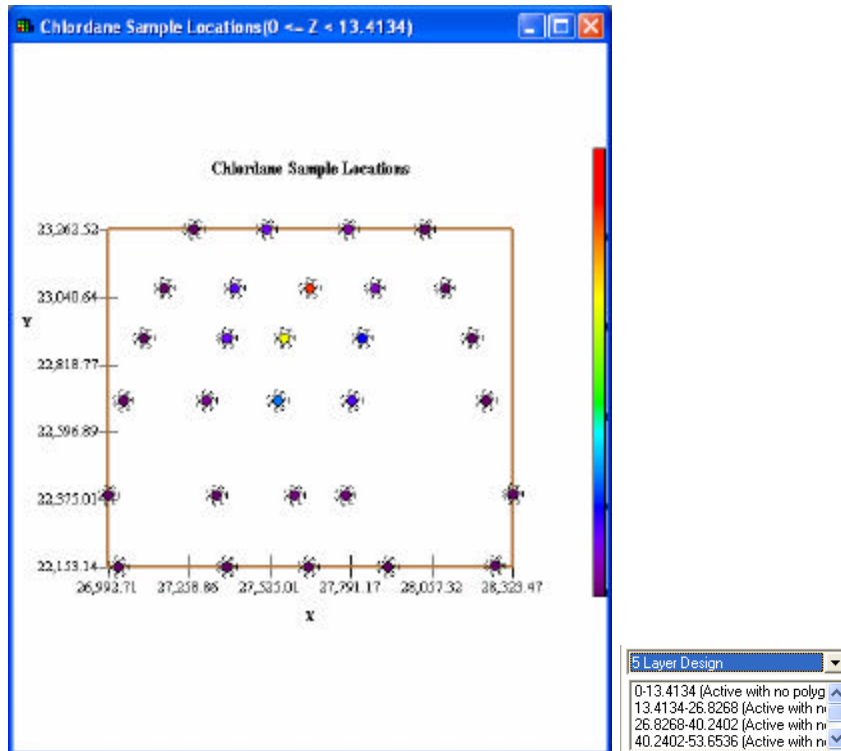 Chlordane Sample Locations(0 <= Z < 13.4134)
Chlordane Sample Locations
23,262.52
23,040.64
Y
22,818.77
22,596.89
22,375.01
22,153.14
26,992.71 27,258.86 27,525.01 27,791.17 28,057.32 28,323.47
X
5 Layer Design
0-13.4134 (Active with no polyg
13.4134-26.8268 (Active with n
26.8268-40.2402 (Active with n
40.2402-53.6536 (Active with n